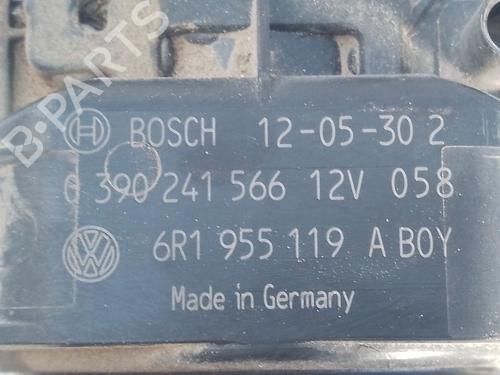 B-PARTS
BOSCH 12-05-30 2
0 390 241 566 12V 058
6R1 955 119 A BOY
Made in Germany